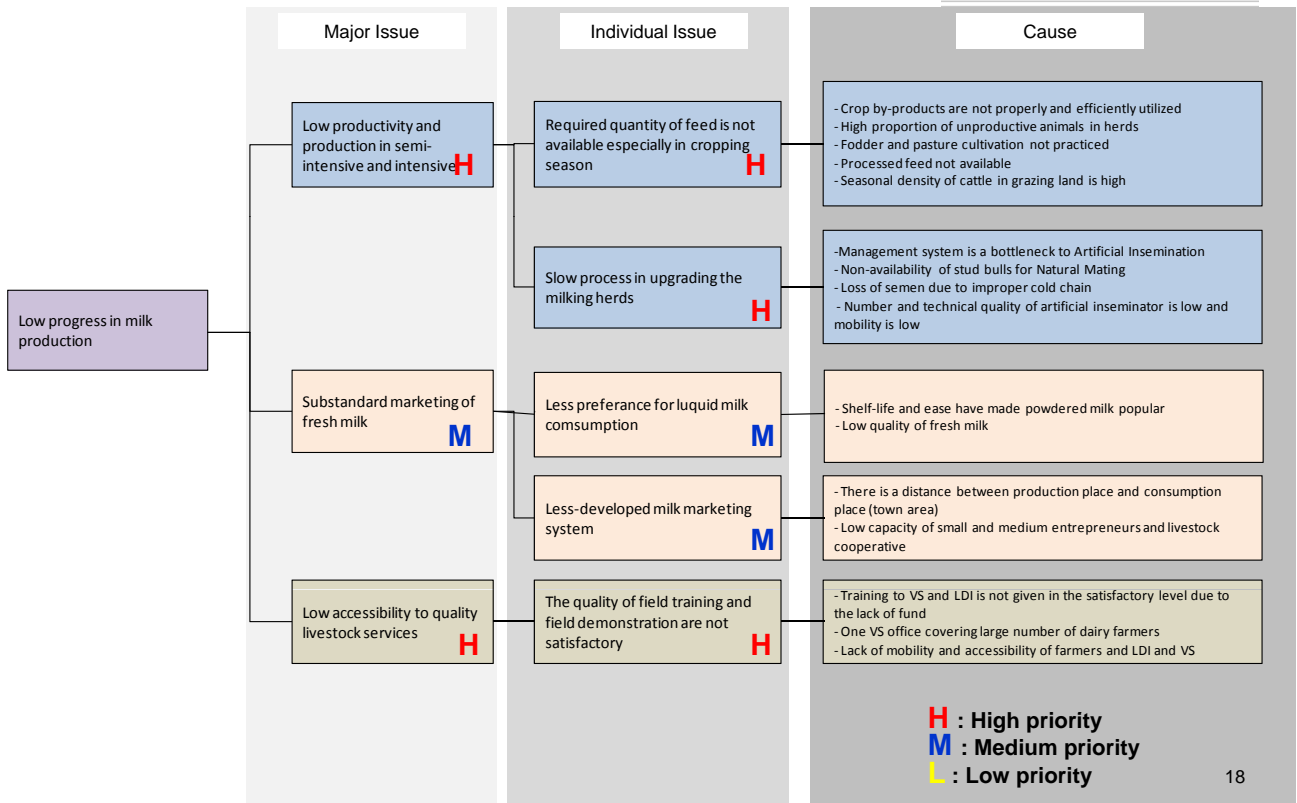 Major Issue
Individual Issue
Cause
Low progress in milk
production
Low productivity and
production in semi-
intensive and intensive
H
Required quantity of feed is not
available especially in cropping
season
H
- Crop by-products are not properly and efficiently utilized
- High proportion of unproductive animals in herds
- Fodder and pasture cultivation not practiced
- Processed feed not available
- Seasonal density of cattle in grazing land is high
Slow process in upgrading the
milking herds
H
-Management system is a bottleneck to Artificial Insemination
- Non-availability of stud bulls for Natural Mating
- Loss of semen due to improper cold chain
- Number and technical quality of artificial inseminator is low and
mobility is low
Substandard marketing of
fresh milk
M
Less preferance for luquid milk
comsumption
M
- Shelf-life and ease have made powdered milk popular
- Low quality of fresh milk
Less-developed milk marketing
system
M
- There is a distance between production place and consumption
place (town area)
- Low capacity of small and medium entrepreneurs and livestock
cooperative
Low accessibility to quality
livestock services
H
The quality of field training and
field demonstration are not
satisfactory
H
- Training to VS and LDI is not given in the satisfactory level due to
the lack of fund
- One VS office covering large number of dairy farmers
- Lack of mobility and accessibility of farmers and LDI and VS
H : High priority
M : Medium priority
L : Low priority
18